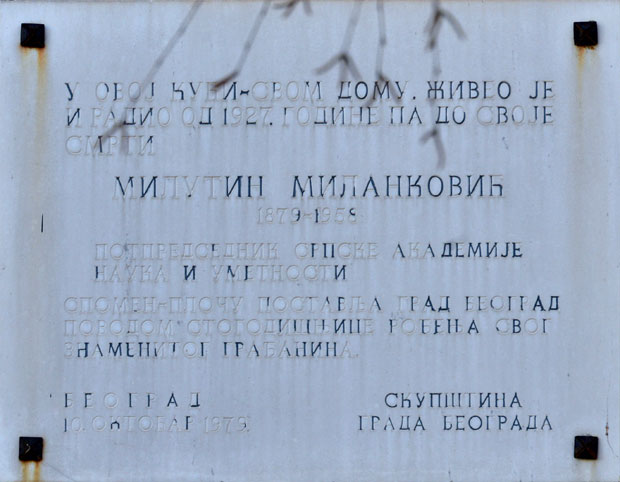 У ОВОЈ КУЋИ-СВОМ ДОМУ, ЖИВЕО ЈЕ
И РАДИО ОД 1927. ГОДИНЕ ПА ДО СВОЈЕ
СМРТИ
МИЛУТИН МИЛАНКОВИЋ
1879-1958
ПОТПРЕДСЕДНИК СРПСКЕ АКАДЕМИЈЕ
НАУКА И УМЕТНОСТИ
СПОМЕН-ПЛОЧУ ПОСТАВЉА ГРАД БЕОГРАД
ПОВОДОМ СТОГОДИШЊИЦЕ РОЂЕЊА СВОГ
ЗНАМЕНИТОГ ГРАЂАНИНА.
БЕОГРАД
10. ОКТОБАР 1979.
СКУПШТИНА
ГРАДА БЕОГРАДА